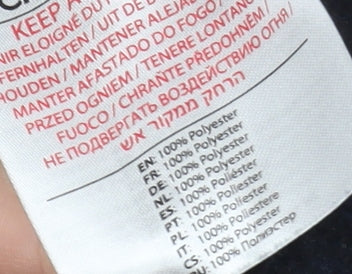 KEEP A
NIR ELOIGNÉ DU
FERNHALTEN / UIT DE
HOUDEN / MANTENER ALEJA
MANTER AFASTADO DO FOGO /
PRZED OGNIEM / TENERE LONTANO
FUOCO / CHRAŇTE PŘEDOHNĚM /
НЕ ПОДВЕРГАТЬ ВОЗДЕЙСТВИЮ ОГНЯ /
הרחק ממקור אש
EN: 100% Polyester
FR: 100% Polyester
DE: 100% Polyester
NL: 100% Polyester
ES: 100% Poliéster
PT: 100% Poliéster
PL: 100% Poliester
IT: 100% Poliestere
CS: 100% Polyester
RU: 100% Полиэстер